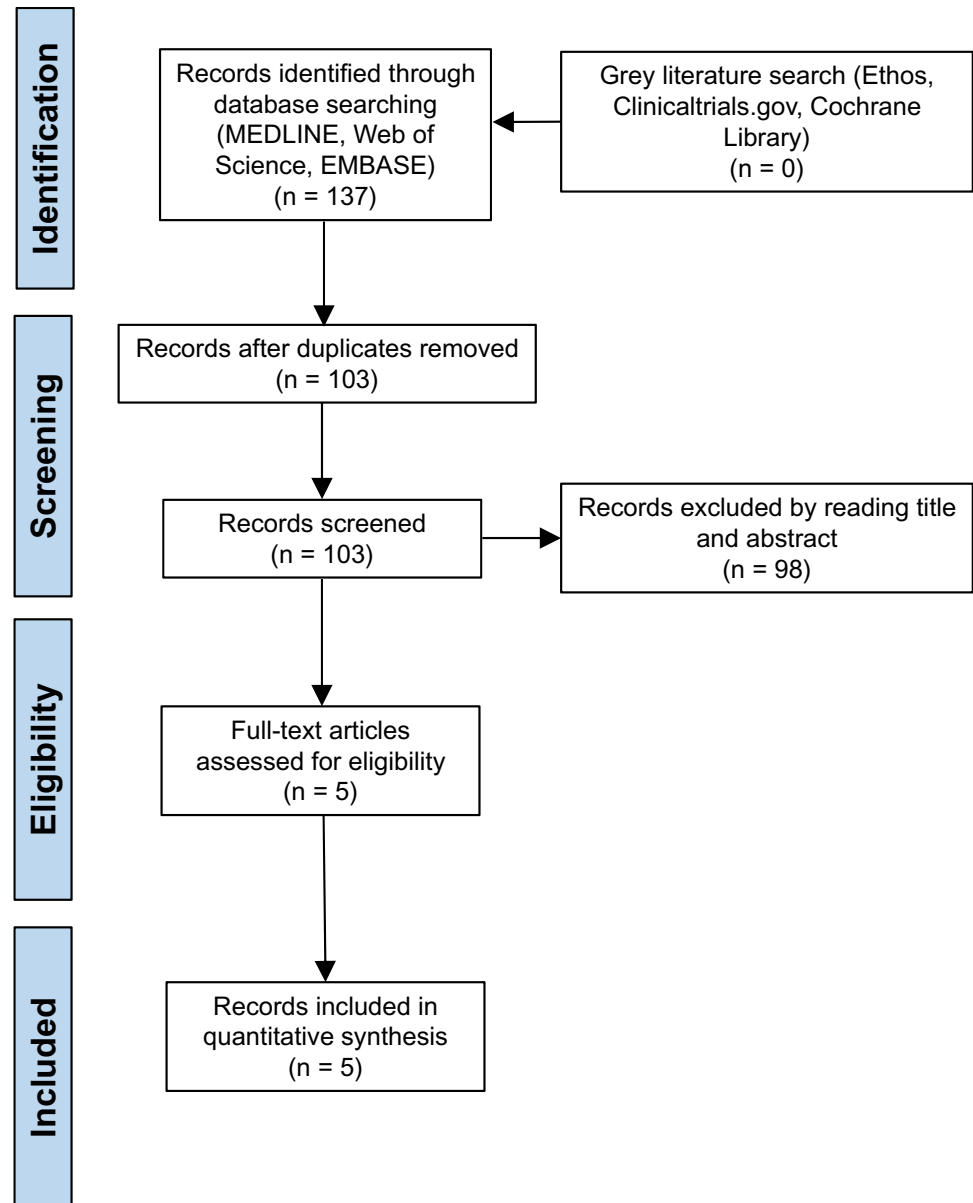 Identification
Records identified through
database searching
(MEDLINE, Web of
Science, EMBASE)
(n = 137)
Grey literature search (Ethos,
Clinicaltrials.gov, Cochrane
Library)
(n = 0)
Screening
Records after duplicates removed
(n = 103)
Records screened
(n = 103)
Records excluded by reading title
and abstract
(n = 98)
Eligibility
Full-text articles
assessed for eligibility
(n = 5)
Included
Records included in
quantitative synthesis
(n = 5)